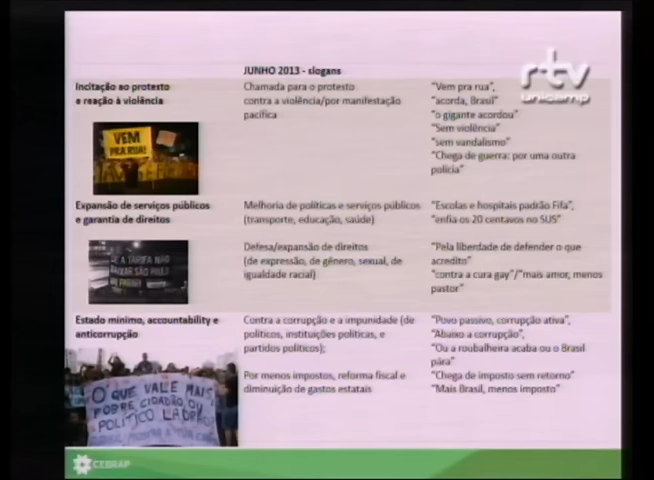 JUNHO 2013 - slogans
rtv
unicamp
Incitação ao protesto
e reação à violência
Chamada para o protesto
contra a violência/por manifestação
pacífica
"Vem pra rua",
"acorda, Brasil"
"o gigante acordou"
"Sem violência"
"sem vandalismo"
"Chega de guerra: por uma outra
polícia"
VEM
PRA RUA!
Expansão de serviços públicos
e garantia de direitos
Melhoria de políticas e serviços públicos
(transporte, educação, saúde)
"Escolas e hospitais padrão Fifa",
"enfia os 20 centavos no SUS"
Defesa/expansão de direitos
(de expressão, de gênero, sexual, de
igualdade racial)
"Pela liberdade de defender o que
acredito"
"contra a cura gay"/"mais amor, menos
pastor"
SE A TARIFA NÃO
BAIXAR SÃO PAULO
Estado mínimo, accountability e
anticorrupção
Contra a corrupção e a impunidade (de
políticos, instituições políticas, e
partidos políticos);
Por menos impostos, reforma fiscal e
diminuição de gastos estatais
"Povo passivo, corrupção ativa",
"Abaixo a corrupção",
"Ou a roubalheira acaba ou o Brasil
pára"
"Chega de imposto sem retorno"
"Mais Brasil, menos imposto"
O QUE VALE MAIS,
POBRE CIDADÃO OU
POLÍTICO LADRÃO
CEBRAP